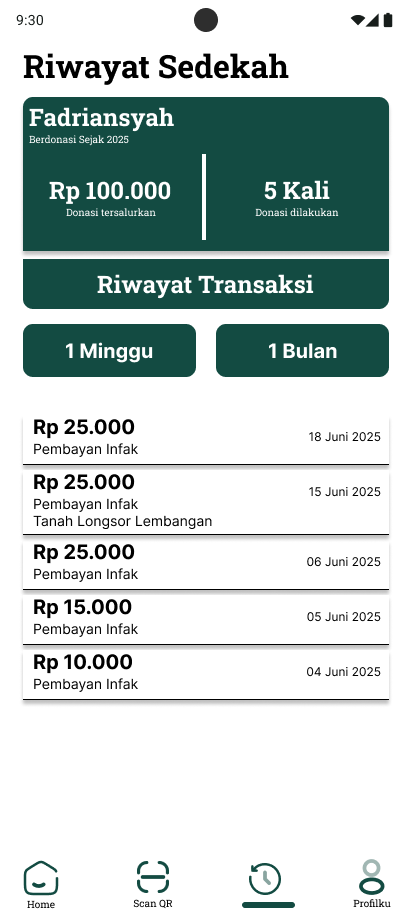 9:30
Riwayat Sedekah
Fadriansyah
Berdonasi Sejak 2025
Rp 100.000
Donasi tersalurkan
5 Kali
Donasi dilakukan
Riwayat Transaksi
1 Minggu
1 Bulan
Rp 25.000
Pembayan Infak
18 Juni 2025
Rp 25.000
Pembayan Infak
Tanah Longsor Lembangan
15 Juni 2025
Rp 25.000
Pembayan Infak
06 Juni 2025
Rp 15.000
Pembayan Infak
05 Juni 2025
Rp 10.000
Pembayan Infak
04 Juni 2025
Home
Scan QR
Profilku